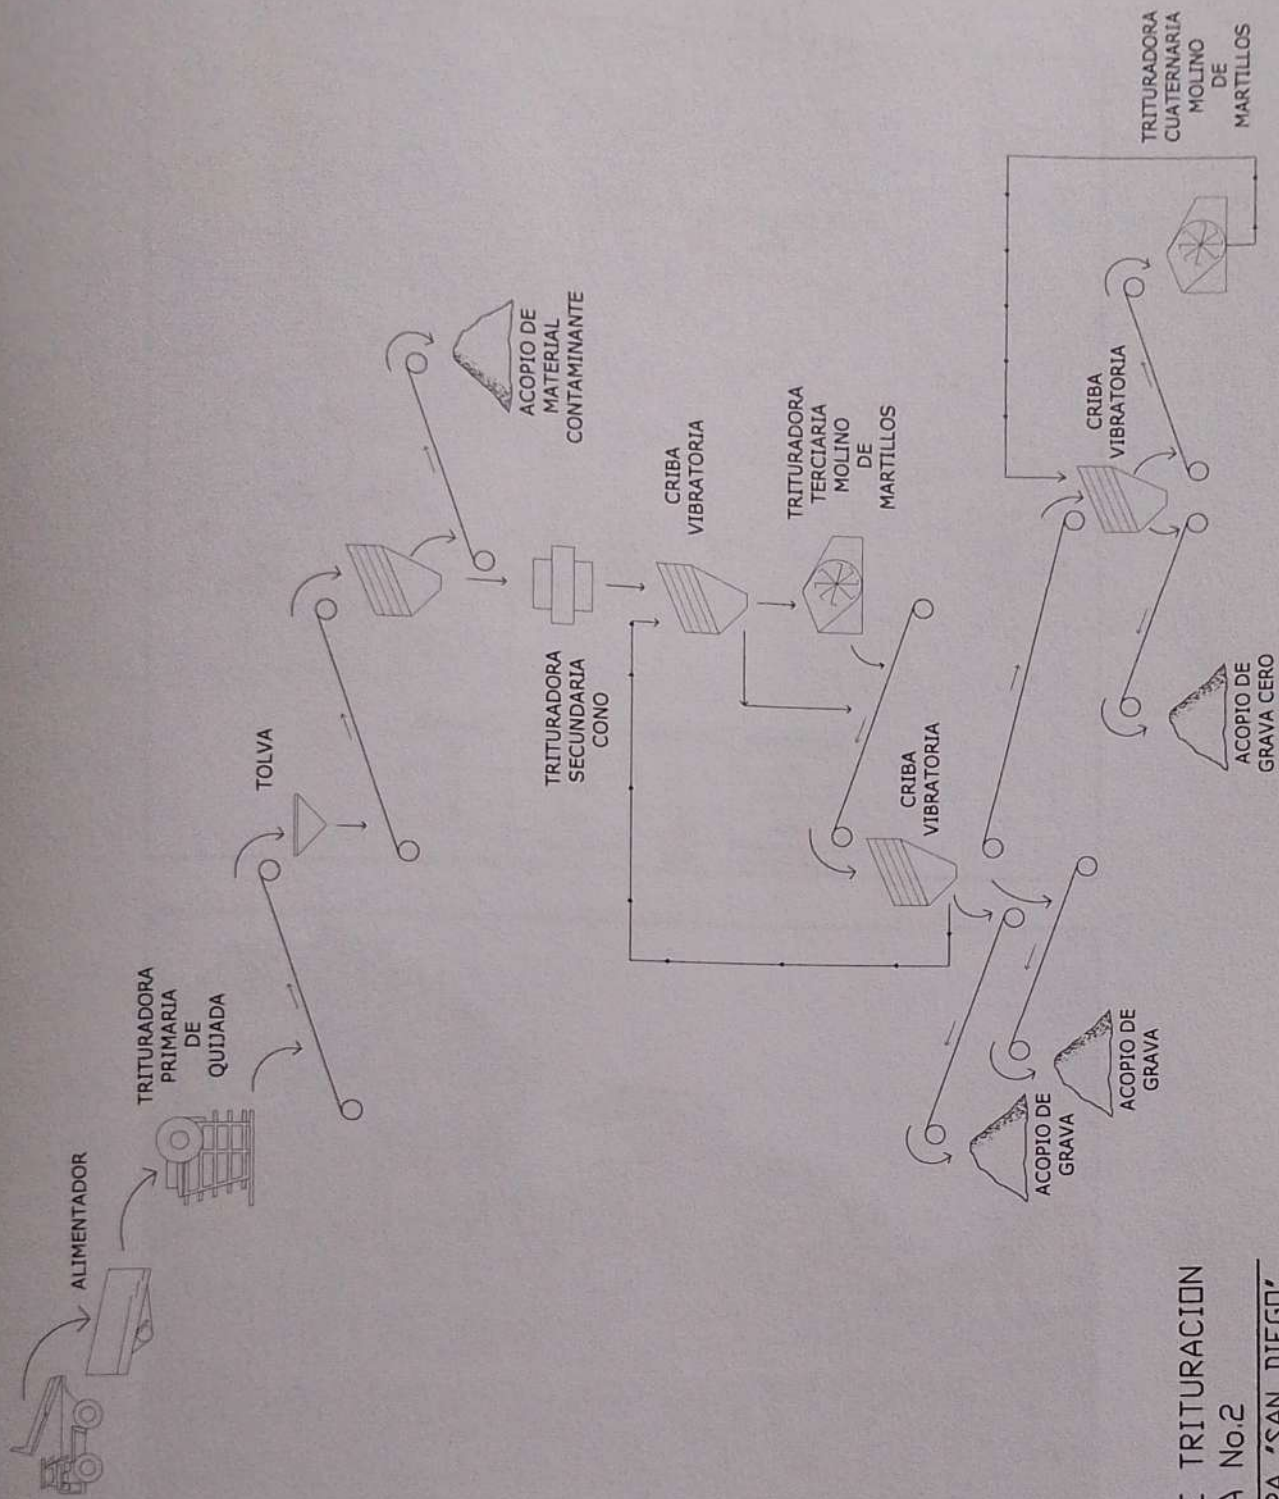 ALIMENTADOR
TRITURADORA
PRIMARIA
DE
QUIJADA
TOLVA
ACOPIO DE
MATERIAL
CONTAMINANTE
TRITURADORA
SECUNDARIA
CONO
CRIBA
VIBRATORIA
TRITURADORA
TERCIARIA
MOLINO
DE
MARTILLOS
CRIBA
VIBRATORIA
ACOPIO DE
GRAVA
ACOPIO DE
GRAVA
CRIBA
VIBRATORIA
TRITURADORA
CUATERNARIA
MOLINO
DE
MARTILLOS
ACOPIO DE
GRAVA CERO
TRITURACION
No.2
"SAN DIEGO"